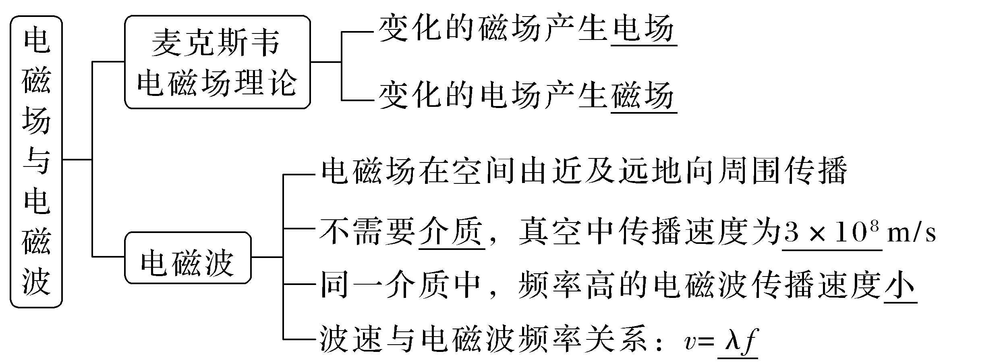 电磁场与电磁波
麦克斯韦
电磁场理论
变化的磁场产生电场
变化的电场产生磁场
电磁波
电磁场在空间由近及远地向周围传播
不需要介质，真空中传播速度为3×10⁸ m/s
同一介质中，频率高的电磁波传播速度小
波速与电磁波频率关系：v=λf